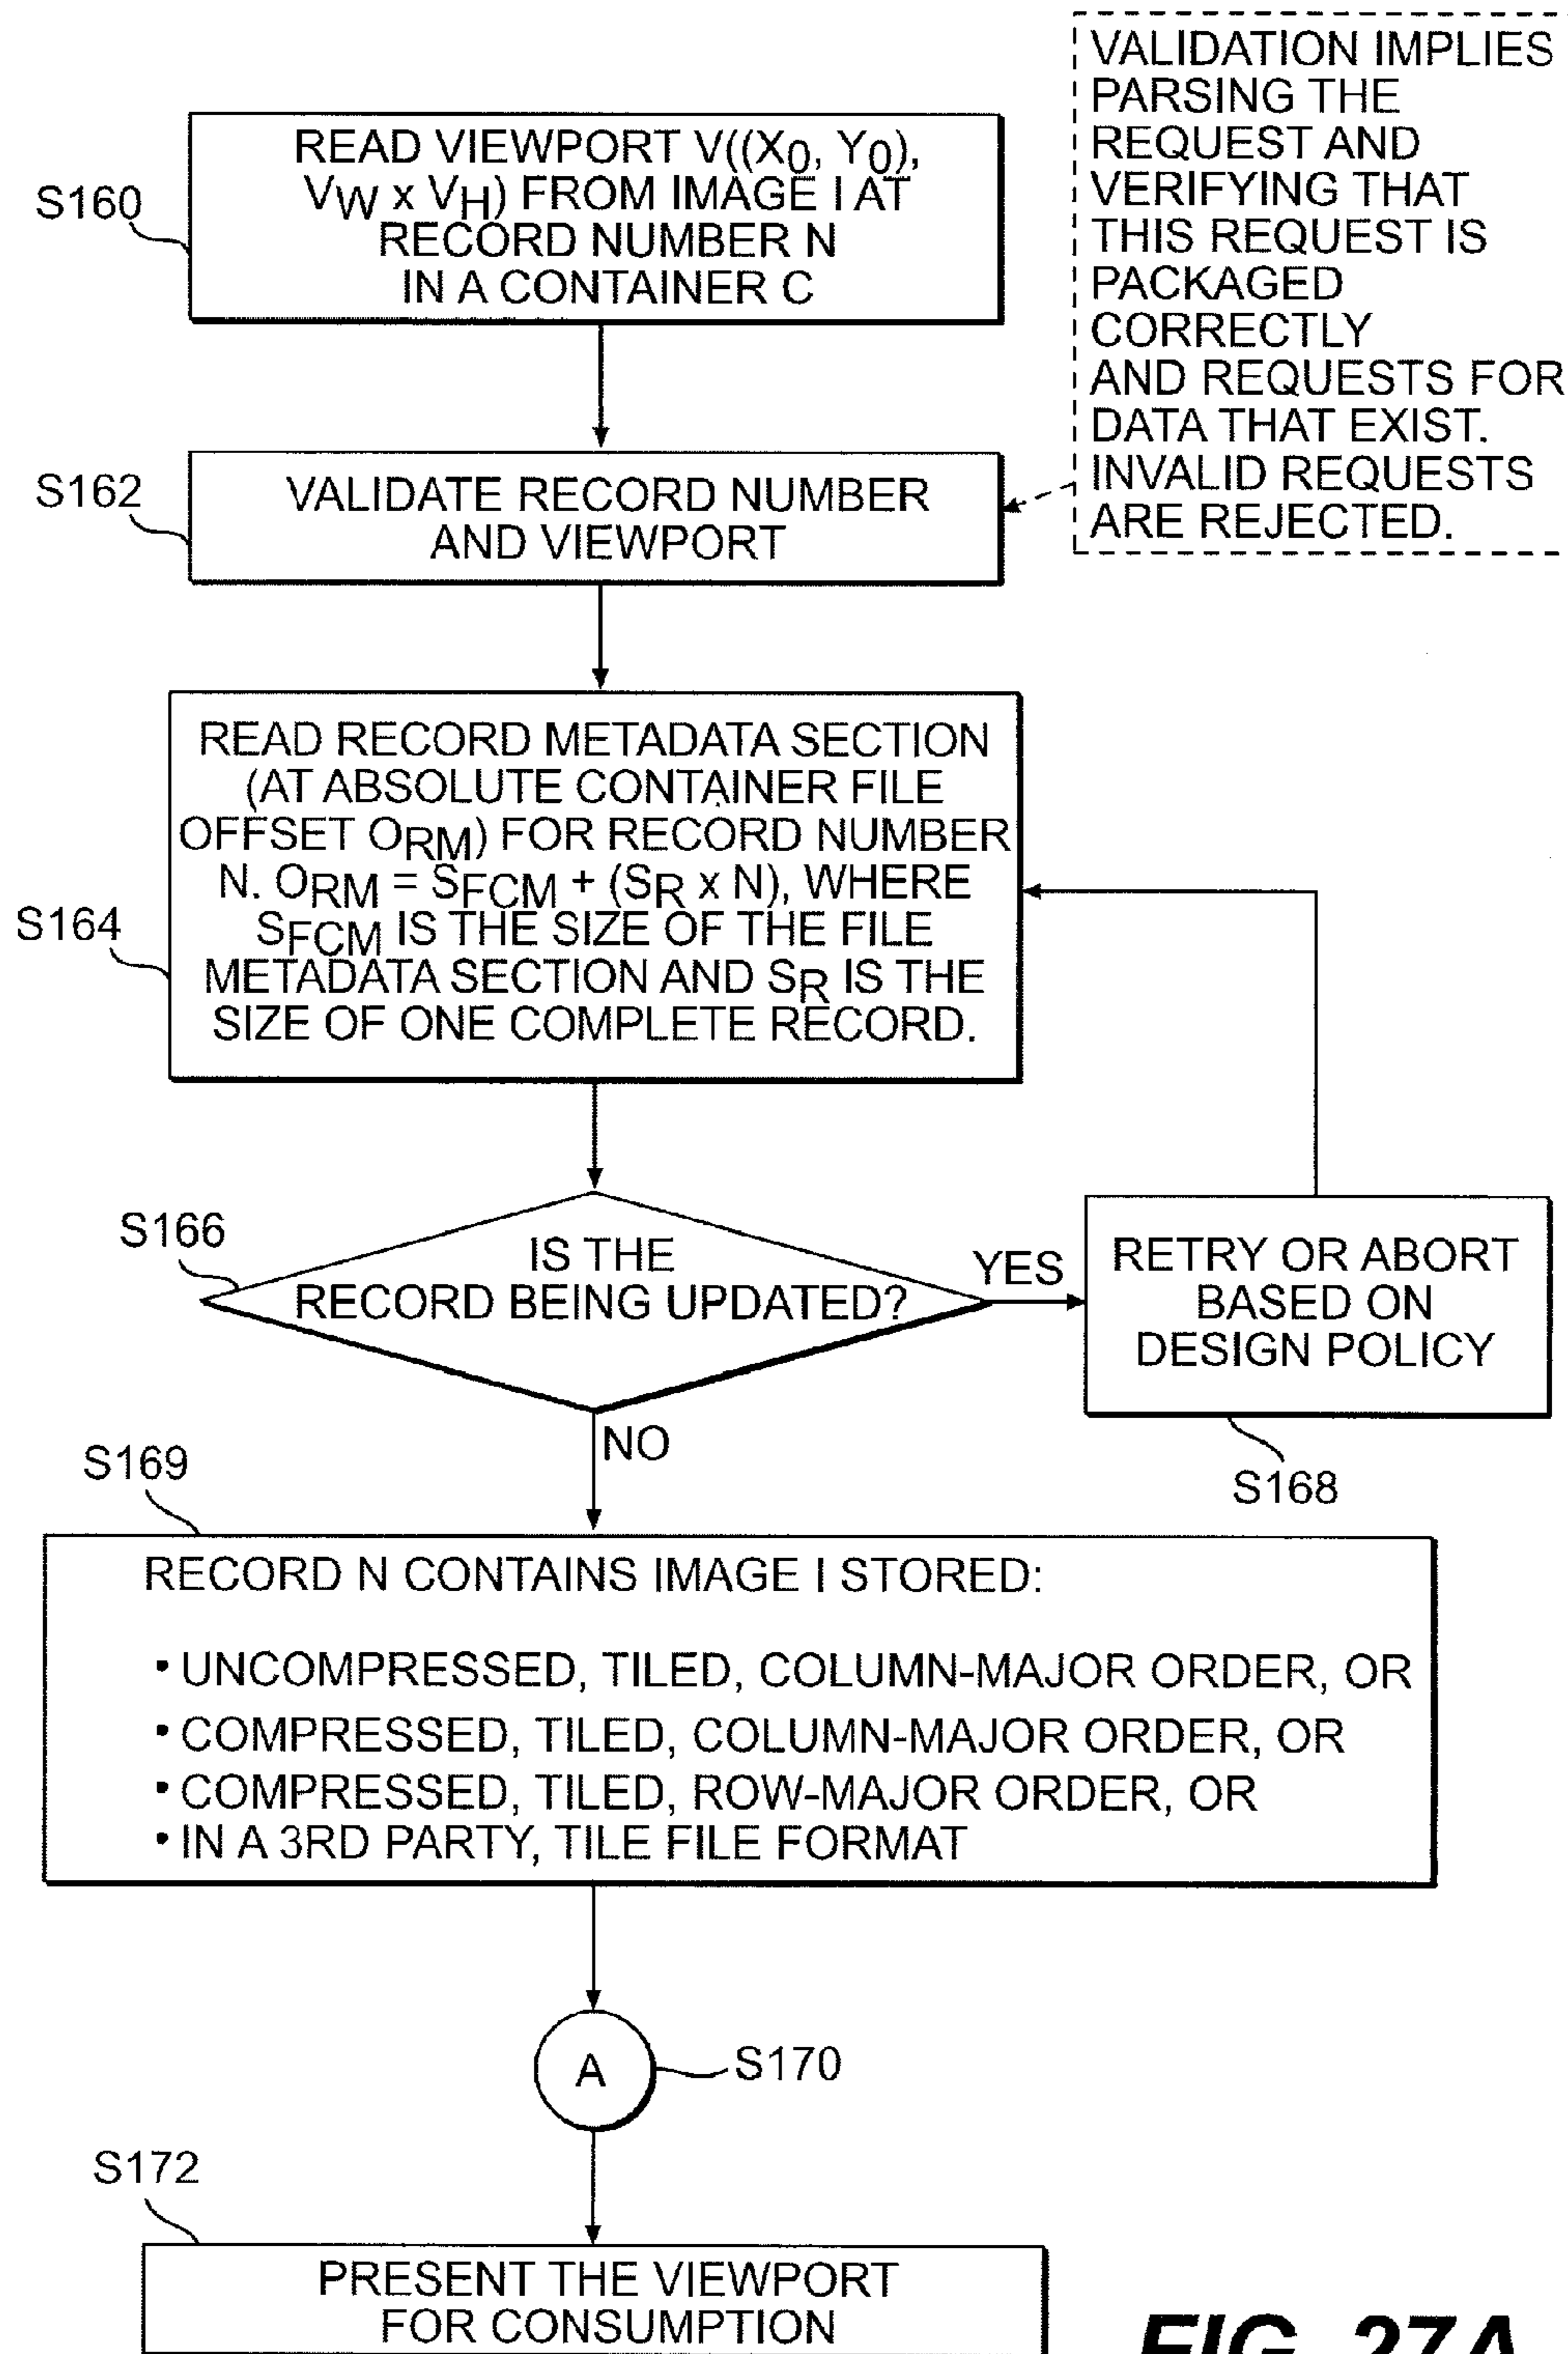 VALIDATION IMPLIES
PARSING THE
REQUEST AND
VERIFYING THAT
THIS REQUEST IS
PACKAGED
CORRECTLY
AND REQUESTS FOR
DATA THAT EXIST.
INVALID REQUESTS
ARE REJECTED.
S160
READ VIEWPORT V((X0, Y0),
VW x VH) FROM IMAGE I AT
RECORD NUMBER N
IN A CONTAINER C
S162
VALIDATE RECORD NUMBER
AND VIEWPORT
S164
READ RECORD METADATA SECTION
(AT ABSOLUTE CONTAINER FILE
OFFSET ORM) FOR RECORD NUMBER
N. ORM = SFCM + (SR x N), WHERE
SFCM IS THE SIZE OF THE FILE
METADATA SECTION AND SR IS THE
SIZE OF ONE COMPLETE RECORD.
S166
IS THE
RECORD BEING UPDATED?
YES
RETRY OR ABORT
BASED ON
DESIGN POLICY
S168
NO
S169
RECORD N CONTAINS IMAGE I STORED:
• UNCOMPRESSED, TILED, COLUMN-MAJOR ORDER, OR
• COMPRESSED, TILED, COLUMN-MAJOR ORDER, OR
• COMPRESSED, TILED, ROW-MAJOR ORDER, OR
• IN A 3RD PARTY, TILE FILE FORMAT
A
S170
S172
PRESENT THE VIEWPORT
FOR CONSUMPTION
FIG. 27A